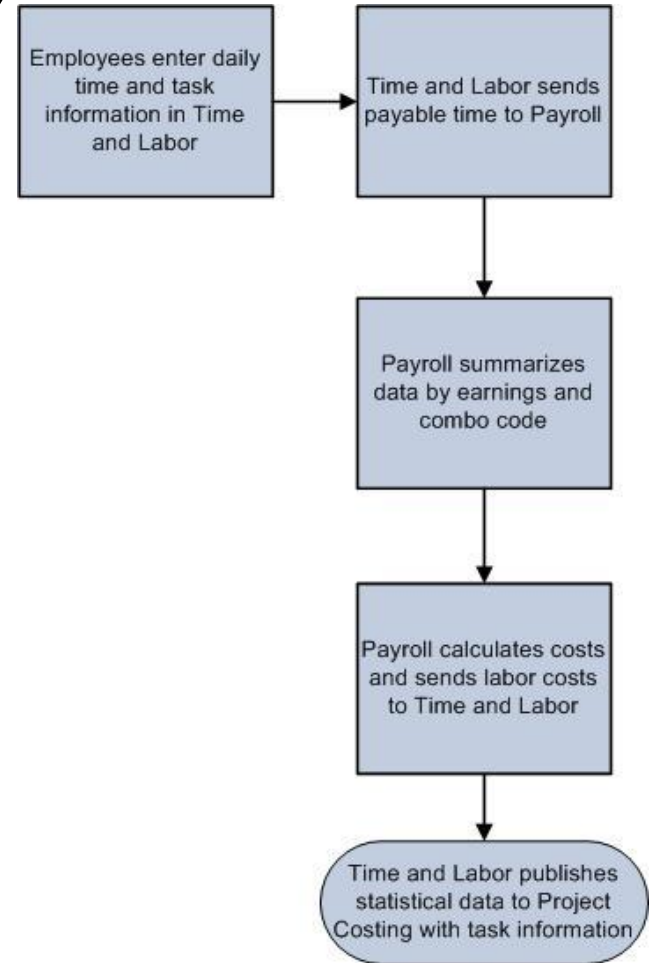 Employees enter daily
time and task
information in Time
and Labor
Time and Labor sends
payable time to Payroll
Payroll summarizes
data by earnings and
combo code
Payroll calculates costs
and sends labor costs
to Time and Labor
Time and Labor publishes
statistical data to Project
Costing with task information